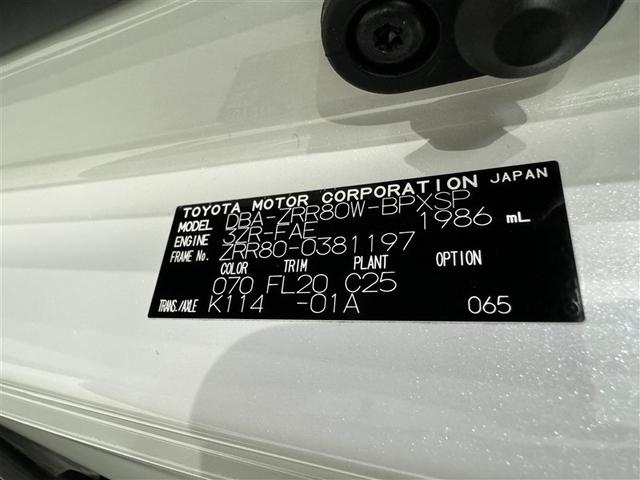 TOYOTA MOTOR CORPORATION JAPAN
MODEL DBA-ZRR80W-BPXSP
ENGINE 3ZR-FAE 1986 mL
FRAME No. ZRR80-0381197
COLOR TRIM PLANT OPTION
070 FL20 C25
TRANS./AXLE K114 -01A 065